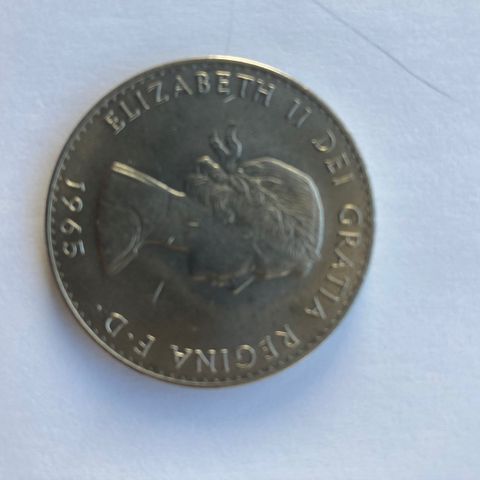 ELIZABETH II DEI GRATIA REGINA F·D·
1965